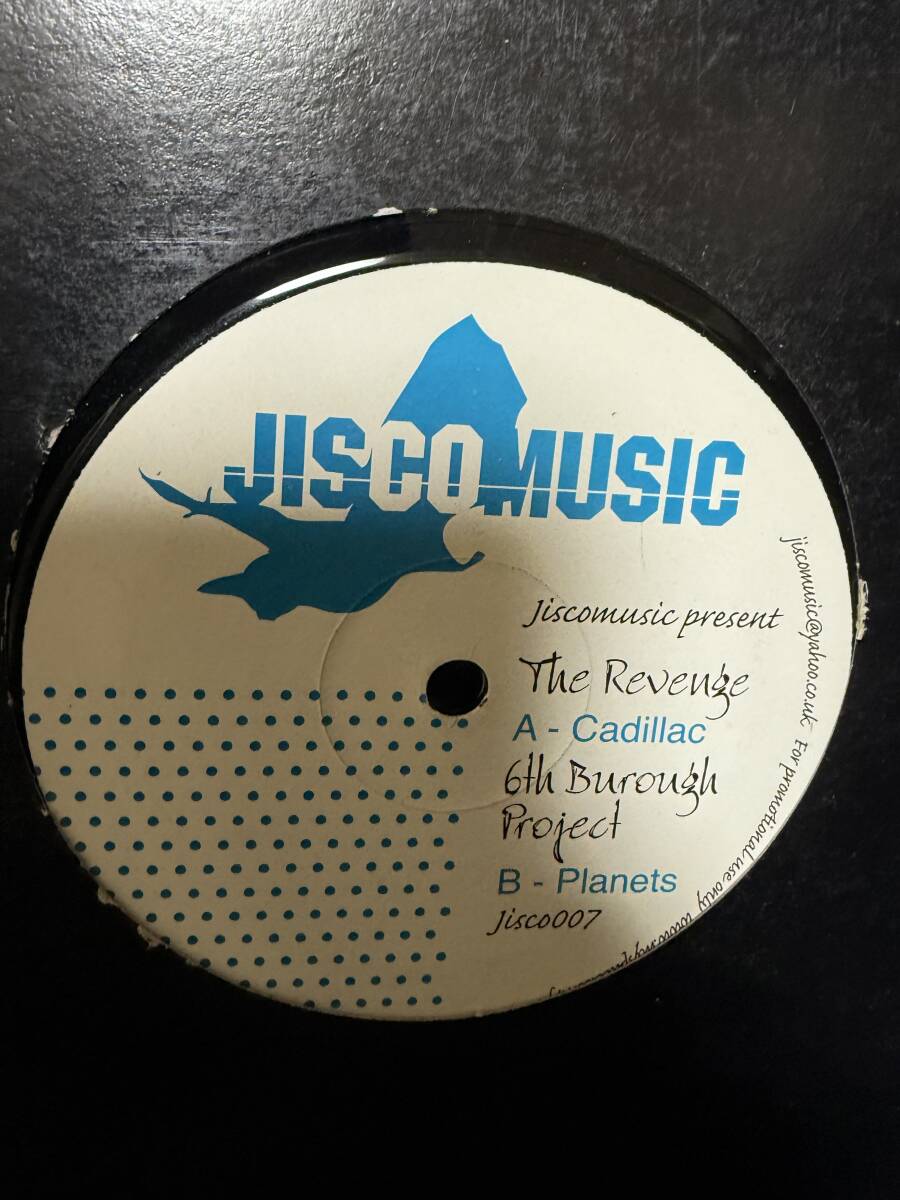 JISCOMUSIC
Jiscomusic present
The Revenge
A - Cadillac
6th Burough
Project
B - Planets
Jisco007
jiscomusic@yahoo.co.uk For promotional use only